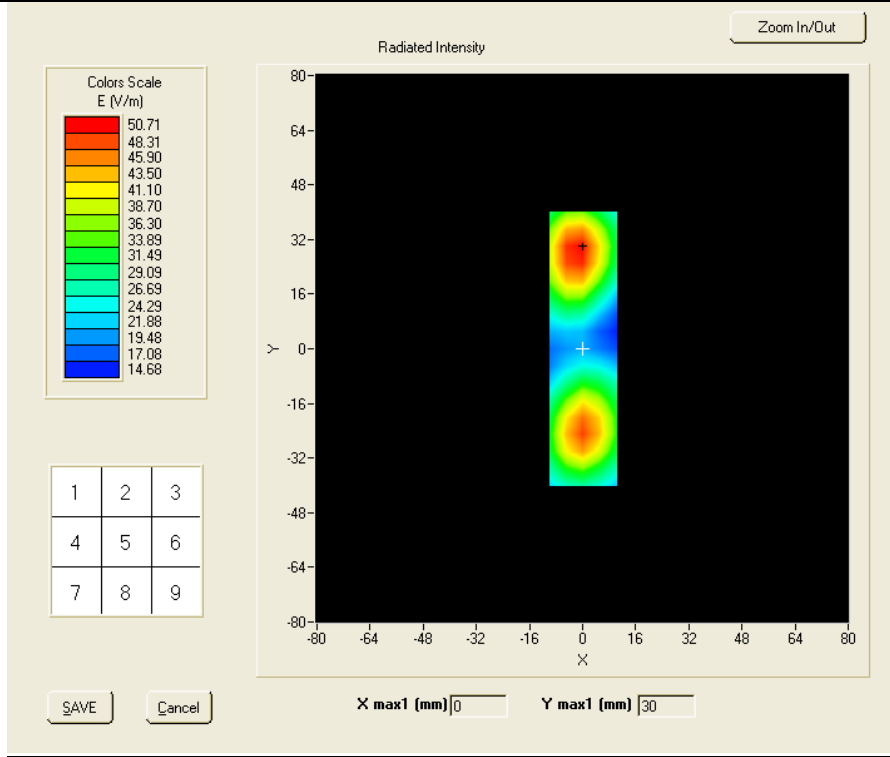 Zoom In/Out
Radiated Intensity
Colors Scale
E (V/m)
50.71
48.31
45.90
43.50
41.10
38.70
36.30
33.89
31.49
29.09
26.69
24.29
21.88
19.48
17.08
14.68
1 2 3
4 5 6
7 8 9
80
64
48
32
16
Y 0
-16
-32
-48
-64
-80
-80 -64 -48 -32 -16 0 16 32 48 64 80
X
SAVE Cancel X max1 (mm) 0 Y max1 (mm) 30